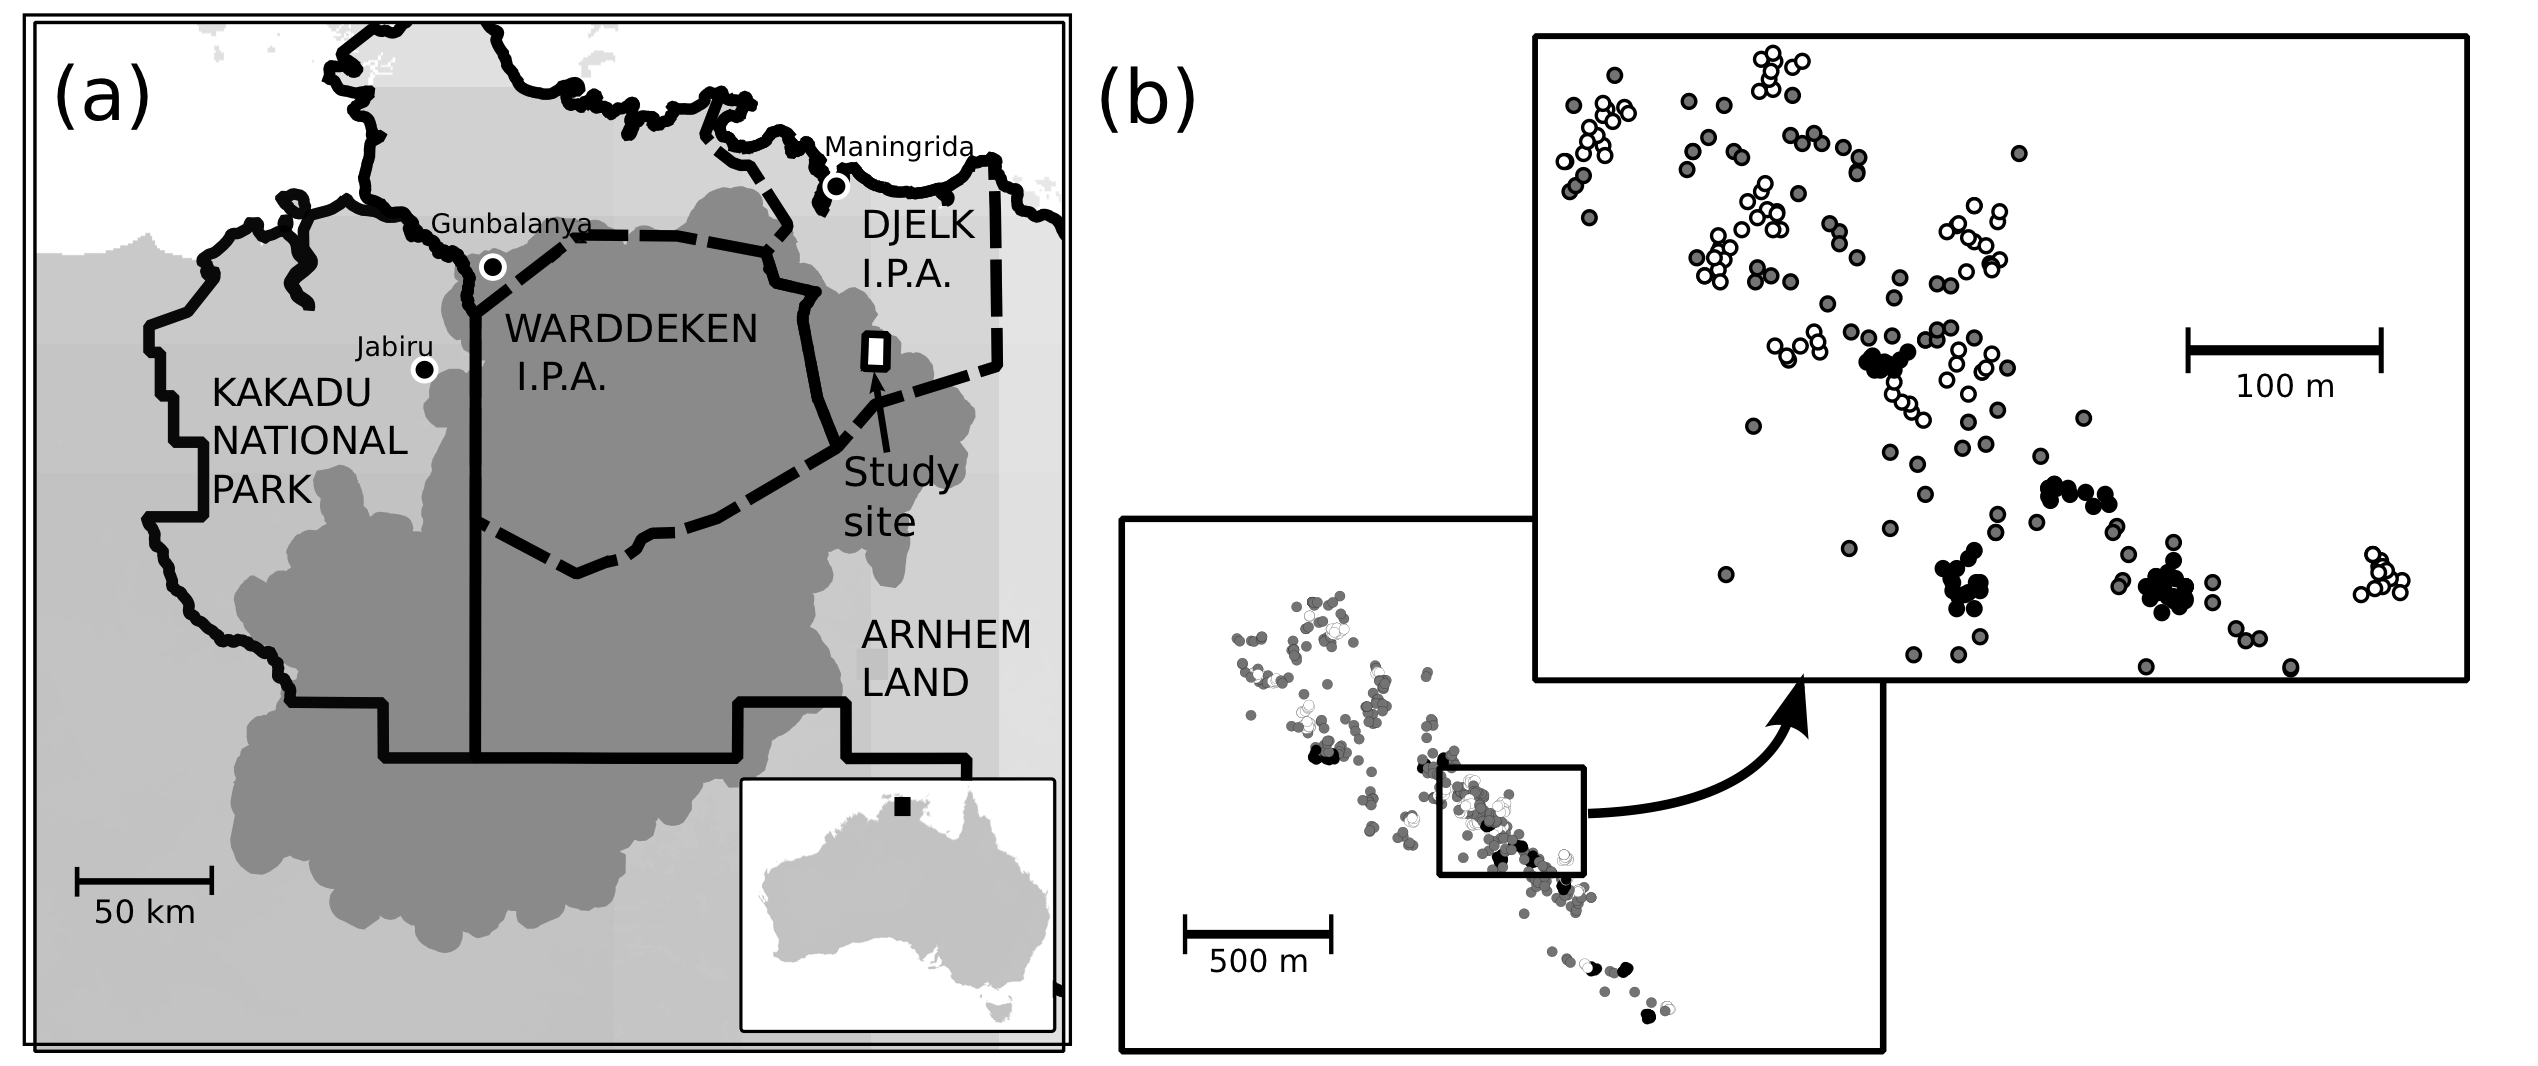 (a)
Maningrida
Gunbalanya
DJELK
I.P.A.
WARDDEKEN
I.P.A.
Jabiru
KAKADU
NATIONAL
PARK
Study
site
ARNHEM
LAND
50 km
(b)
100 m
500 m